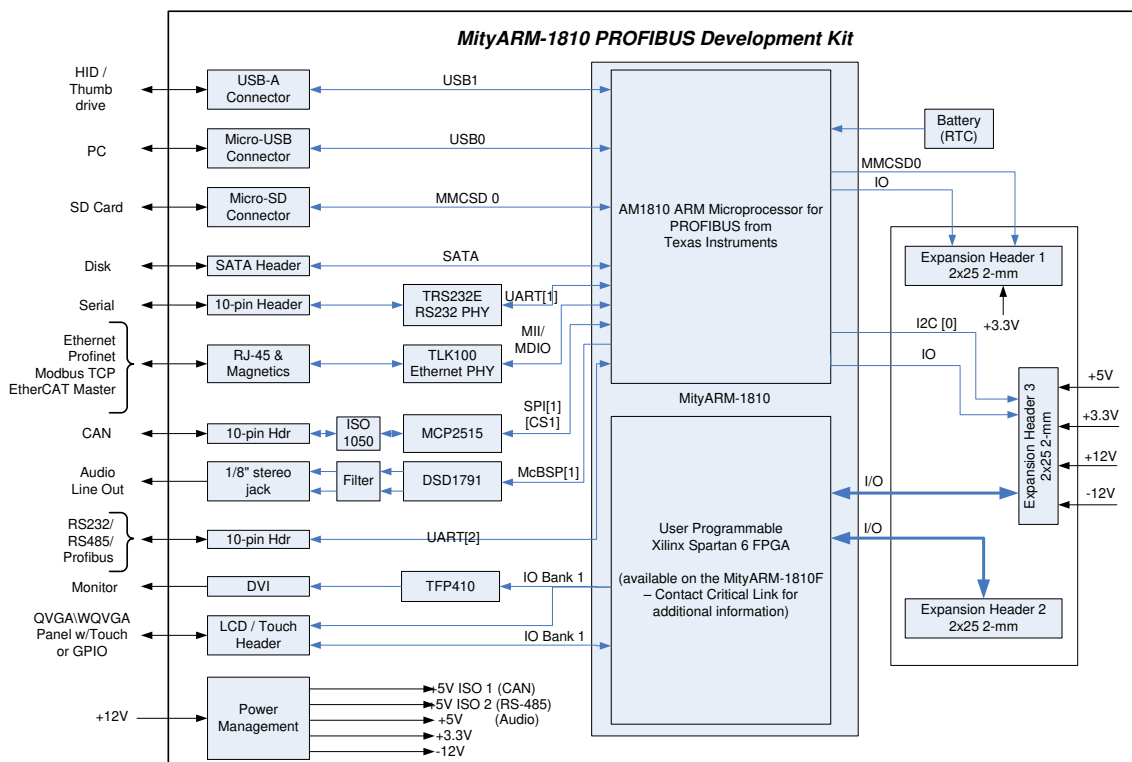 MityARM-1810 PROFIBUS Development Kit
HID /
Thumb
drive
USB-A
Connector
USB1
PC
Micro-USB
Connector
USB0
SD Card
Micro-SD
Connector
MMCSD 0
Disk
SATA Header
SATA
Serial
10-pin Header
TRS232E
RS232 PHY
UART[1]
Ethernet
Profinet
Modbus TCP
EtherCAT Master
RJ-45 &
Magnetics
TLK100
Ethernet PHY
MII/
MDIO
CAN
10-pin Hdr
ISO
1050
MCP2515
SPI[1]
[CS1]
Audio
Line Out
1/8" stereo
jack
Filter
DSD1791
McBSP[1]
RS232/
RS485/
Profibus
10-pin Hdr
UART[2]
Monitor
DVI
TFP410
IO Bank 1
QVGA\WQVGA
Panel w/Touch
or GPIO
LCD / Touch
Header
IO Bank 1
+12V
Power
Management
+5V ISO 1 (CAN)
+5V ISO 2 (RS-485)
+5V (Audio)
+3.3V
-12V
AM1810 ARM Microprocessor for
PROFIBUS from
Texas Instruments
MityARM-1810
User Programmable
Xilinx Spartan 6 FPGA
(available on the MityARM-1810F
– Contact Critical Link for
additional information)
Battery
(RTC)
MMCSD0
IO
Expansion Header 1
2x25 2-mm
+3.3V
I2C [0]
IO
Expansion Header 3
2x25 2-mm
+5V
+3.3V
+12V
-12V
I/O
I/O
Expansion Header 2
2x25 2-mm